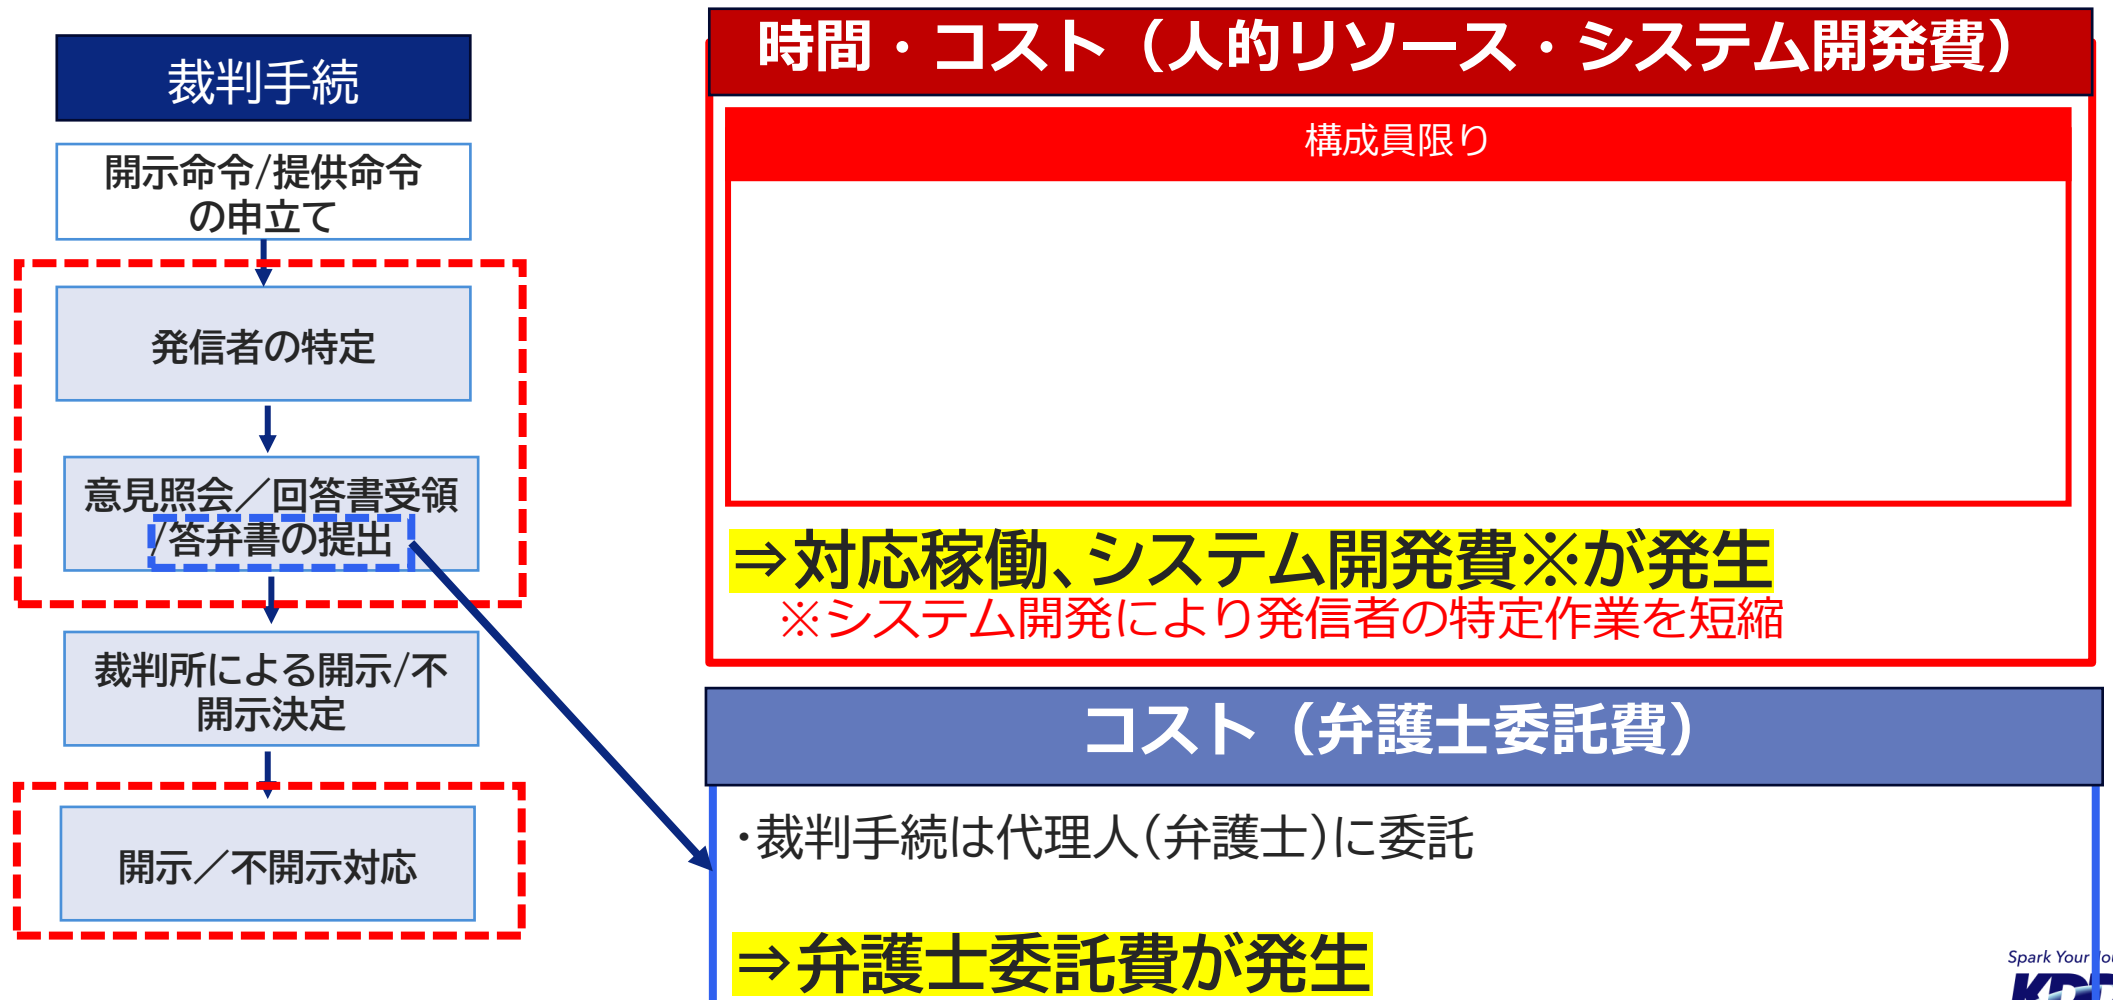 裁判手続
開示命令/提供命令
の申立て
発信者の特定
意見照会／回答書受領
/答弁書の提出
裁判所による開示/不
開示決定
開示／不開示対応
時間・コスト（人的リソース・システム開発費）
構成員限り
⇒対応稼働、システム開発費※が発生
※システム開発により発信者の特定作業を短縮
コスト（弁護士委託費）
・裁判手続は代理人(弁護士)に委託
⇒弁護士委託費が発生
Spark Your